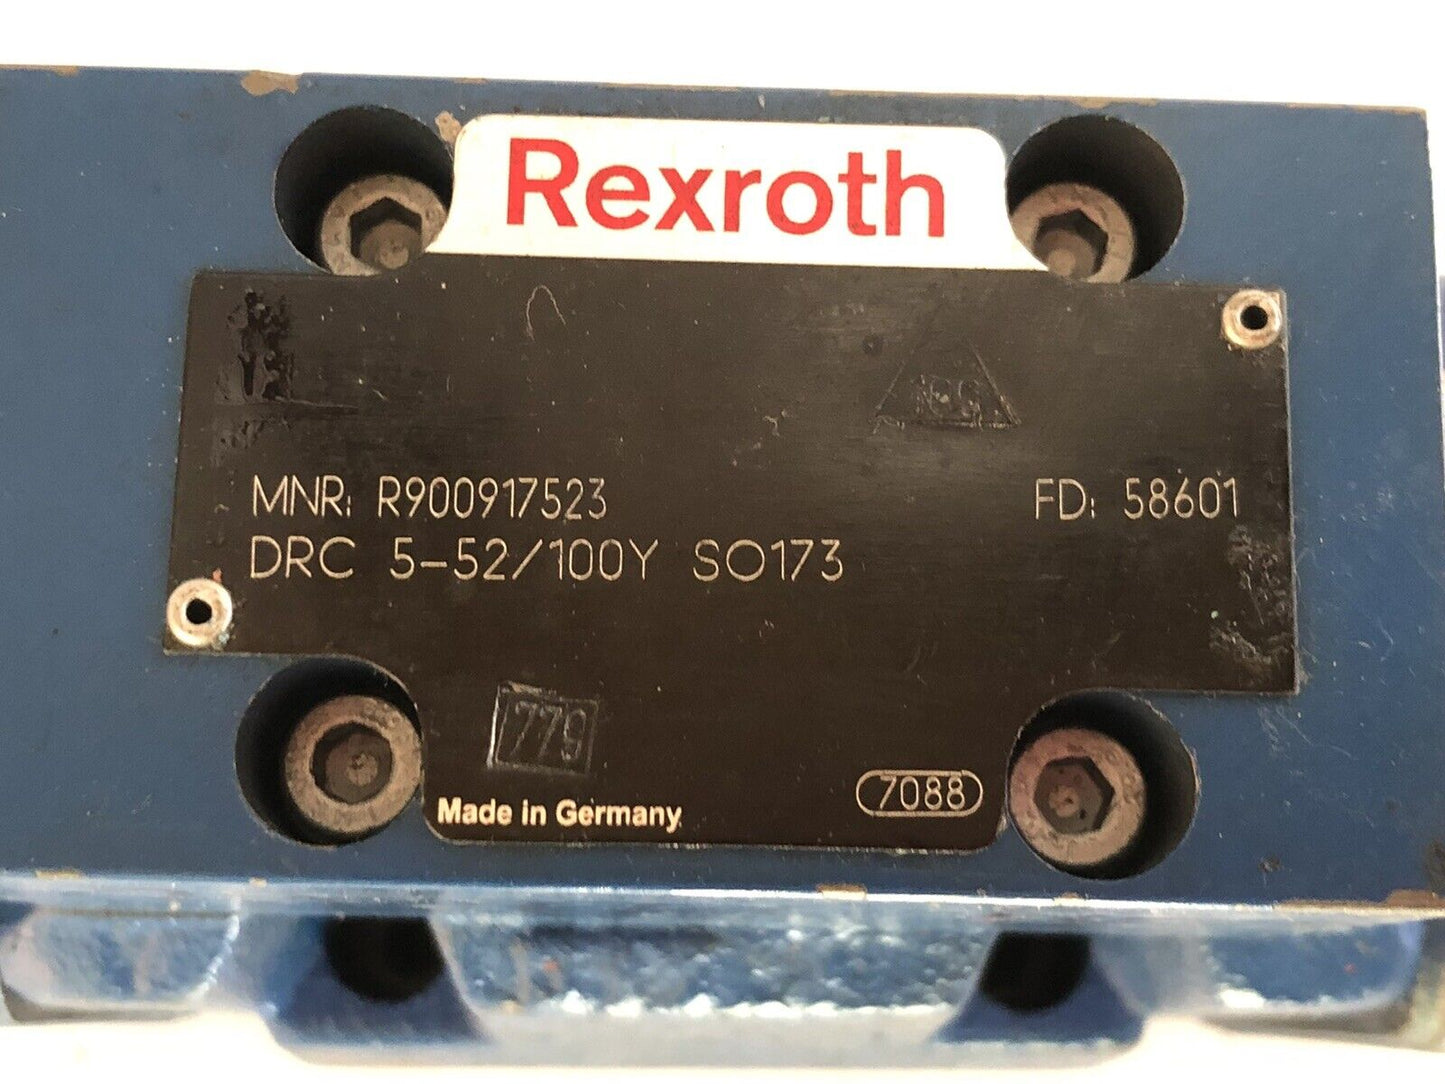 Rexroth
MNR: R900917523 FD: 58601
DRC 5-52/100Y SO173
779
7088
Made in Germany